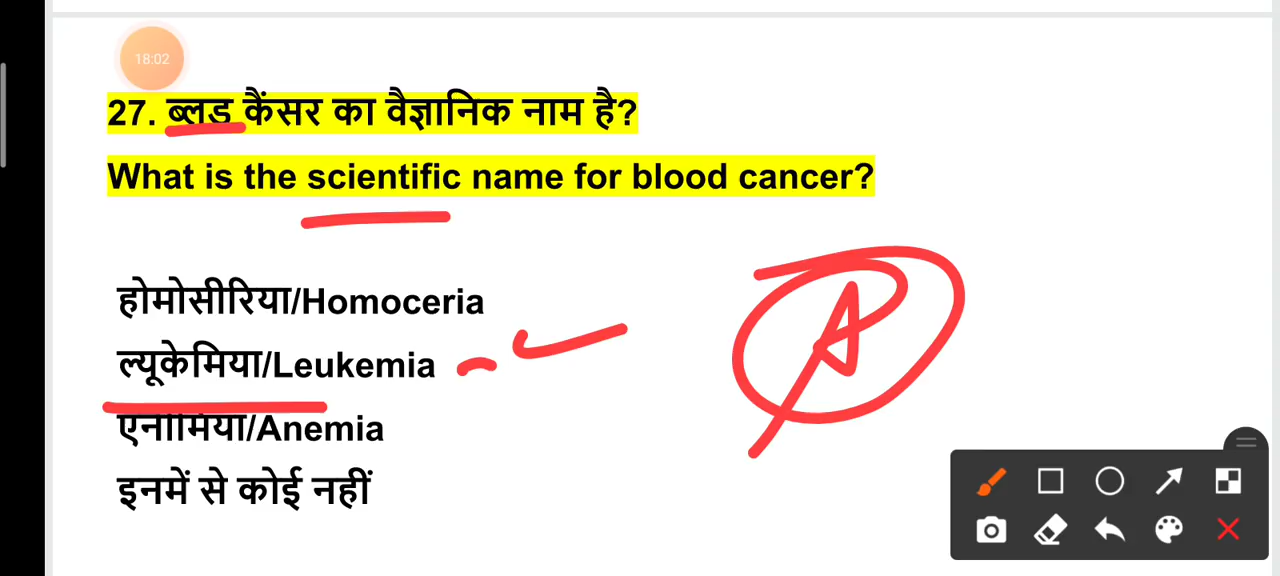 18:02
27. ब्लड कैंसर का वैज्ञानिक नाम है?
What is the scientific name for blood cancer?
होमोसीरिया/Homoceria
ल्यूकेमिया/Leukemia
एनीमिया/Anemia
इनमें से कोई नहीं